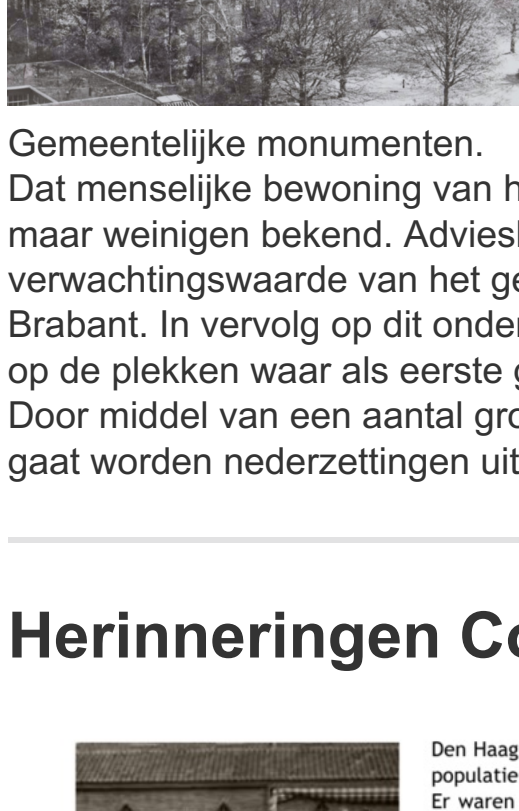 Gemeentelijke monumenten.
Dat menselijke bewoning van h
maar weinigen bekend. Advies
verwachtingswaarde van het ge
Brabant. In vervolg op dit onder
op de plekken waar als eerste g
Door middel van een aantal gro
gaat worden nederzettingen uit
Herinneringen Co
Den Haag
populatie
Er waren